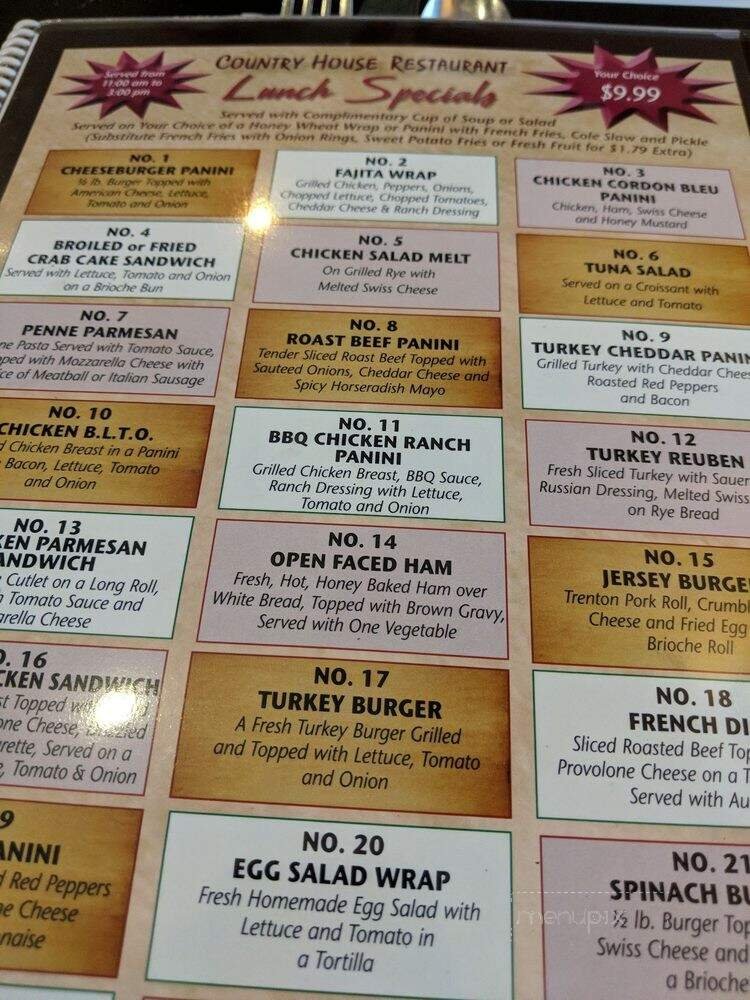 COUNTRY HOUSE RESTAURANT
Lunch Specials
Served from
11:00 am to
3:00 pm
Your Choice
$9.99
Served with Complimentary Cup of Soup or Salad
Served on Your Choice of a Honey Wheat Wrap or Panini with French Fries, Cole Slaw and Pickle
(Substitute French Fries with Onion Rings, Sweet Potato Fries or Fresh Fruit for $1.79 Extra)
NO. 1
CHEESEBURGER PANINI
½ lb. Burger Topped with
American Cheese, Lettuce,
Tomato and Onion
NO. 2
FAJITA WRAP
Grilled Chicken, Peppers, Onions,
Chopped Lettuce, Chopped Tomatoes,
Cheddar Cheese & Ranch Dressing
NO. 3
CHICKEN CORDON BLEU
PANINI
Chicken, Ham, Swiss Cheese
and Honey Mustard
NO. 4
BROILED or FRIED
CRAB CAKE SANDWICH
Served with Lettuce, Tomato and Onion
on a Brioche Bun
NO. 5
CHICKEN SALAD MELT
On Grilled Rye with
Melted Swiss Cheese
NO. 6
TUNA SALAD
Served on a Croissant with
Lettuce and Tomato
NO. 7
PENNE PARMESAN
Pasta Served with Tomato Sauce,
with Mozzarella Cheese with
of Meatball or Italian Sausage
NO. 8
ROAST BEEF PANINI
Tender Sliced Roast Beef Topped with
Sauteed Onions, Cheddar Cheese and
Spicy Horseradish Mayo
NO. 9
TURKEY CHEDDAR PANIN
Grilled Turkey with Cheddar Chees
Roasted Red Peppers
and Bacon
NO. 10
CHICKEN B.L.T.O.
d Chicken Breast in a Panini
Bacon, Lettuce, Tomato
and Onion
NO. 11
BBQ CHICKEN RANCH
PANINI
Grilled Chicken Breast, BBQ Sauce,
Ranch Dressing with Lettuce,
Tomato and Onion
NO. 12
TURKEY REUBEN
Fresh Sliced Turkey with Sauer
Russian Dressing, Melted Swiss
on Rye Bread
NO. 13
KEN PARMESAN
ANDWICH
Cutlet on a Long Roll,
Tomato Sauce and
arella Cheese
NO. 14
OPEN FACED HAM
Fresh, Hot, Honey Baked Ham over
White Bread, Topped with Brown Gravy,
Served with One Vegetable
NO. 15
JERSEY BURGE
Trenton Pork Roll, Crumbl
Cheese and Fried Egg
Brioche Roll
O. 16
CKEN SANDWICH
st Topped
one Cheese, Drizzled
rette, Served on a
, Tomato & Onion
NO. 17
TURKEY BURGER
A Fresh Turkey Burger Grilled
and Topped with Lettuce, Tomato
and Onion
NO. 18
FRENCH DI
Sliced Roasted Beef Top
Provolone Cheese on a T
Served with Au
9
ANINI
d Red Peppers
ne Cheese
nnaise
NO. 20
EGG SALAD WRAP
Fresh Homemade Egg Salad with
Lettuce and Tomato in
a Tortilla
NO. 21
SPINACH BU
½ lb. Burger Top
Swiss Cheese and
a Brioche
menupix